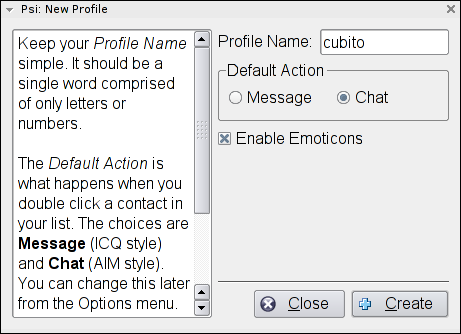 Psi: New Profile
Keep your Profile Name
simple. It should be a
single word comprised
of only letters or
numbers.
The Default Action is
what happens when you
double click a contact in
your list. The choices are
Message (ICQ style)
and Chat (AIM style).
You can change this later
from the Options menu.
Profile Name: cubito
Default Action
Message Chat
Enable Emoticons
Close Create